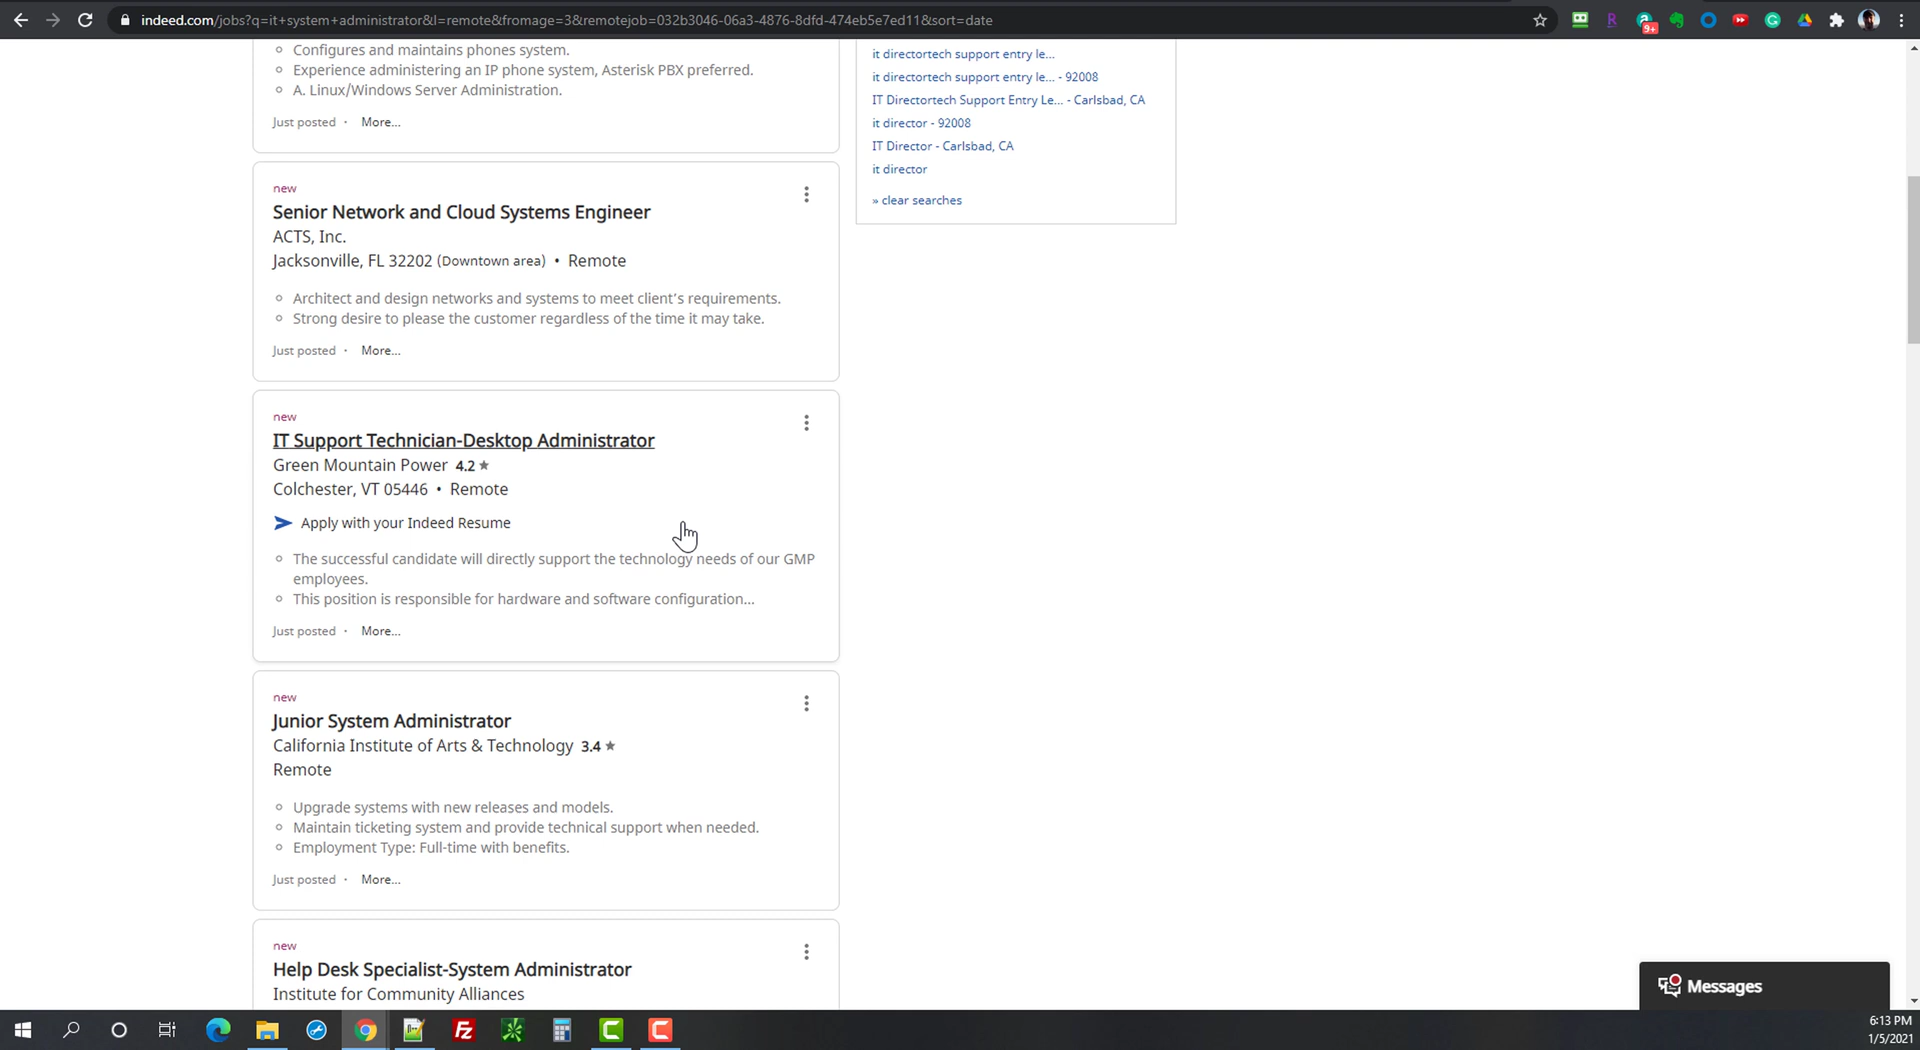 indeed.com/jobs?q=it+system+administrator&l=remote&fromage=3&remotejob=032b3046-06a3-4876-8dfd-474eb5e7ed11&sort=date
9+
Configures and maintains phones system.
Experience administering an IP phone system, Asterisk PBX preferred.
A. Linux/Windows Server Administration.
Just posted · More...
new
Senior Network and Cloud Systems Engineer
ACTS, Inc.
Jacksonville, FL 32202 (Downtown area) • Remote
Architect and design networks and systems to meet client's requirements.
Strong desire to please the customer regardless of the time it may take.
Just posted · More...
new
IT Support Technician-Desktop Administrator
Green Mountain Power 4.2
Colchester, VT 05446 • Remote
Apply with your Indeed Resume
The successful candidate will directly support the technology needs of our GMP
employees.
This position is responsible for hardware and software configuration...
Just posted · More...
new
Junior System Administrator
California Institute of Arts & Technology 3.4
Remote
Upgrade systems with new releases and models.
Maintain ticketing system and provide technical support when needed.
Employment Type: Full-time with benefits.
Just posted · More...
new
Help Desk Specialist-System Administrator
Institute for Community Alliances
it directortech support entry le...
it directortech support entry le... - 92008
IT Directortech Support Entry Le... - Carlsbad, CA
it director - 92008
IT Director - Carlsbad, CA
it director
» clear searches
Messages
6:13 PM
1/5/2021